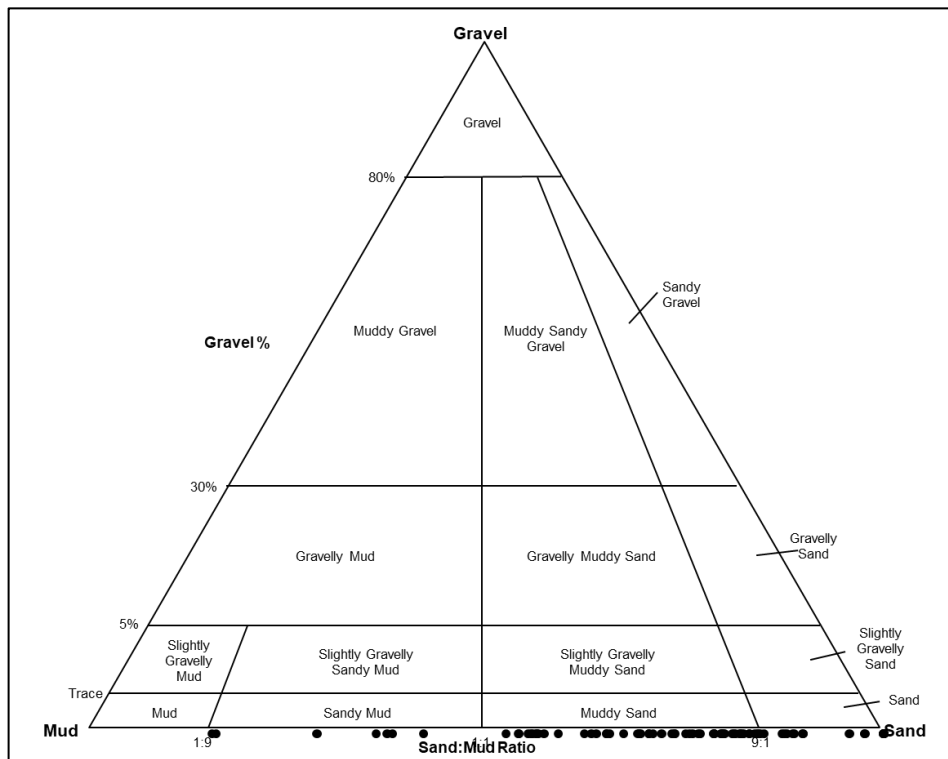 Gravel
Gravel
80%
Sandy
Gravel
Muddy Gravel
Muddy Sandy
Gravel
Gravel %
30%
Gravelly
Sand
Gravelly Mud
Gravelly Muddy Sand
5%
Slightly
Gravelly
Mud
Slightly Gravelly
Sandy Mud
Slightly Gravelly
Muddy Sand
Slightly
Gravelly
Sand
Trace
Sand
Mud
Mud
Sandy Mud
Muddy Sand
Sand
1:9
1:1
9:1
Sand:Mud Ratio